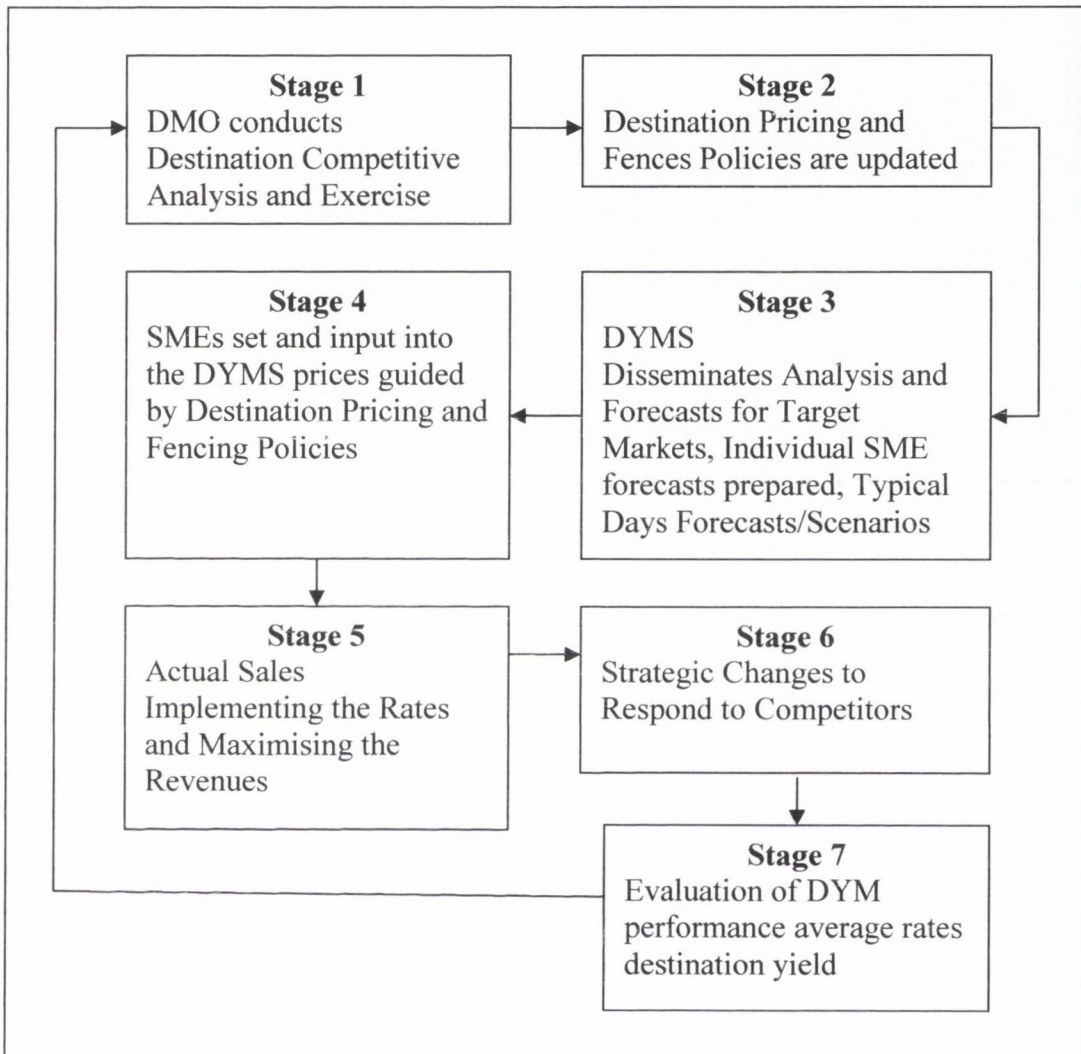 Stage 1
DMO conducts
Destination Competitive
Analysis and Exercise
Stage 2
Destination Pricing and
Fences Policies are updated
Stage 3
DYMS
Disseminates Analysis and
Forecasts for Target
Markets, Individual SME
forecasts prepared, Typical
Days Forecasts/Scenarios
Stage 4
SMEs set and input into
the DYMS prices guided
by Destination Pricing and
Fencing Policies
Stage 5
Actual Sales
Implementing the Rates
and Maximising the
Revenues
Stage 6
Strategic Changes to
Respond to Competitors
Stage 7
Evaluation of DYM
performance average rates
destination yield